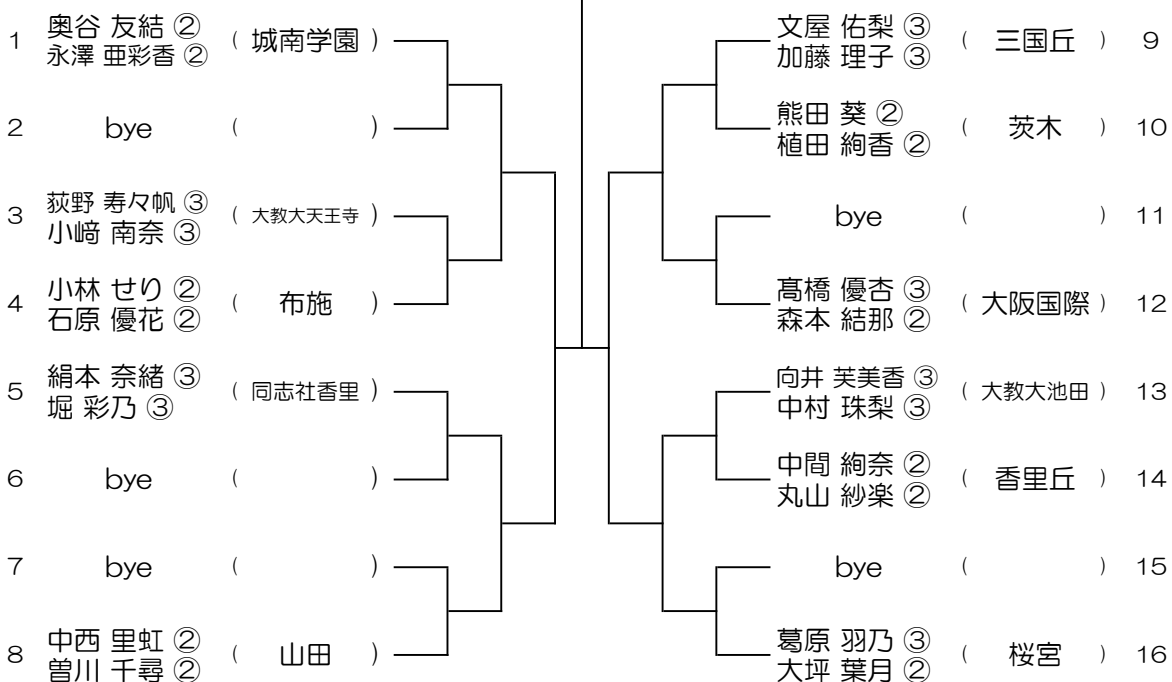 1 奥谷 友結 ② ( 城南学園 )
永澤 亜彩香 ②
2 bye ( )
3 荻野 寿々帆 ③ ( 大教大天王寺 )
小﨑 南奈 ③
4 小林 せり ② ( 布施 )
石原 優花 ②
5 絹本 奈緒 ③ ( 同志社香里 )
堀 彩乃 ③
6 bye ( )
7 bye ( )
8 中西 里虹 ② ( 山田 )
曽川 千尋 ②
文屋 佑梨 ③ ( 三国丘 ) 9
加藤 理子 ③
熊田 葵 ② ( 茨木 ) 10
植田 絢香 ②
bye ( ) 11
髙橋 優杏 ③ ( 大阪国際 ) 12
森本 結那 ②
向井 芙美香 ③ ( 大教大池田 ) 13
中村 珠梨 ③
中間 絢奈 ② ( 香里丘 ) 14
丸山 紗楽 ②
bye ( ) 15
葛原 羽乃 ③ ( 桜宮 ) 16
大坪 葉月 ②